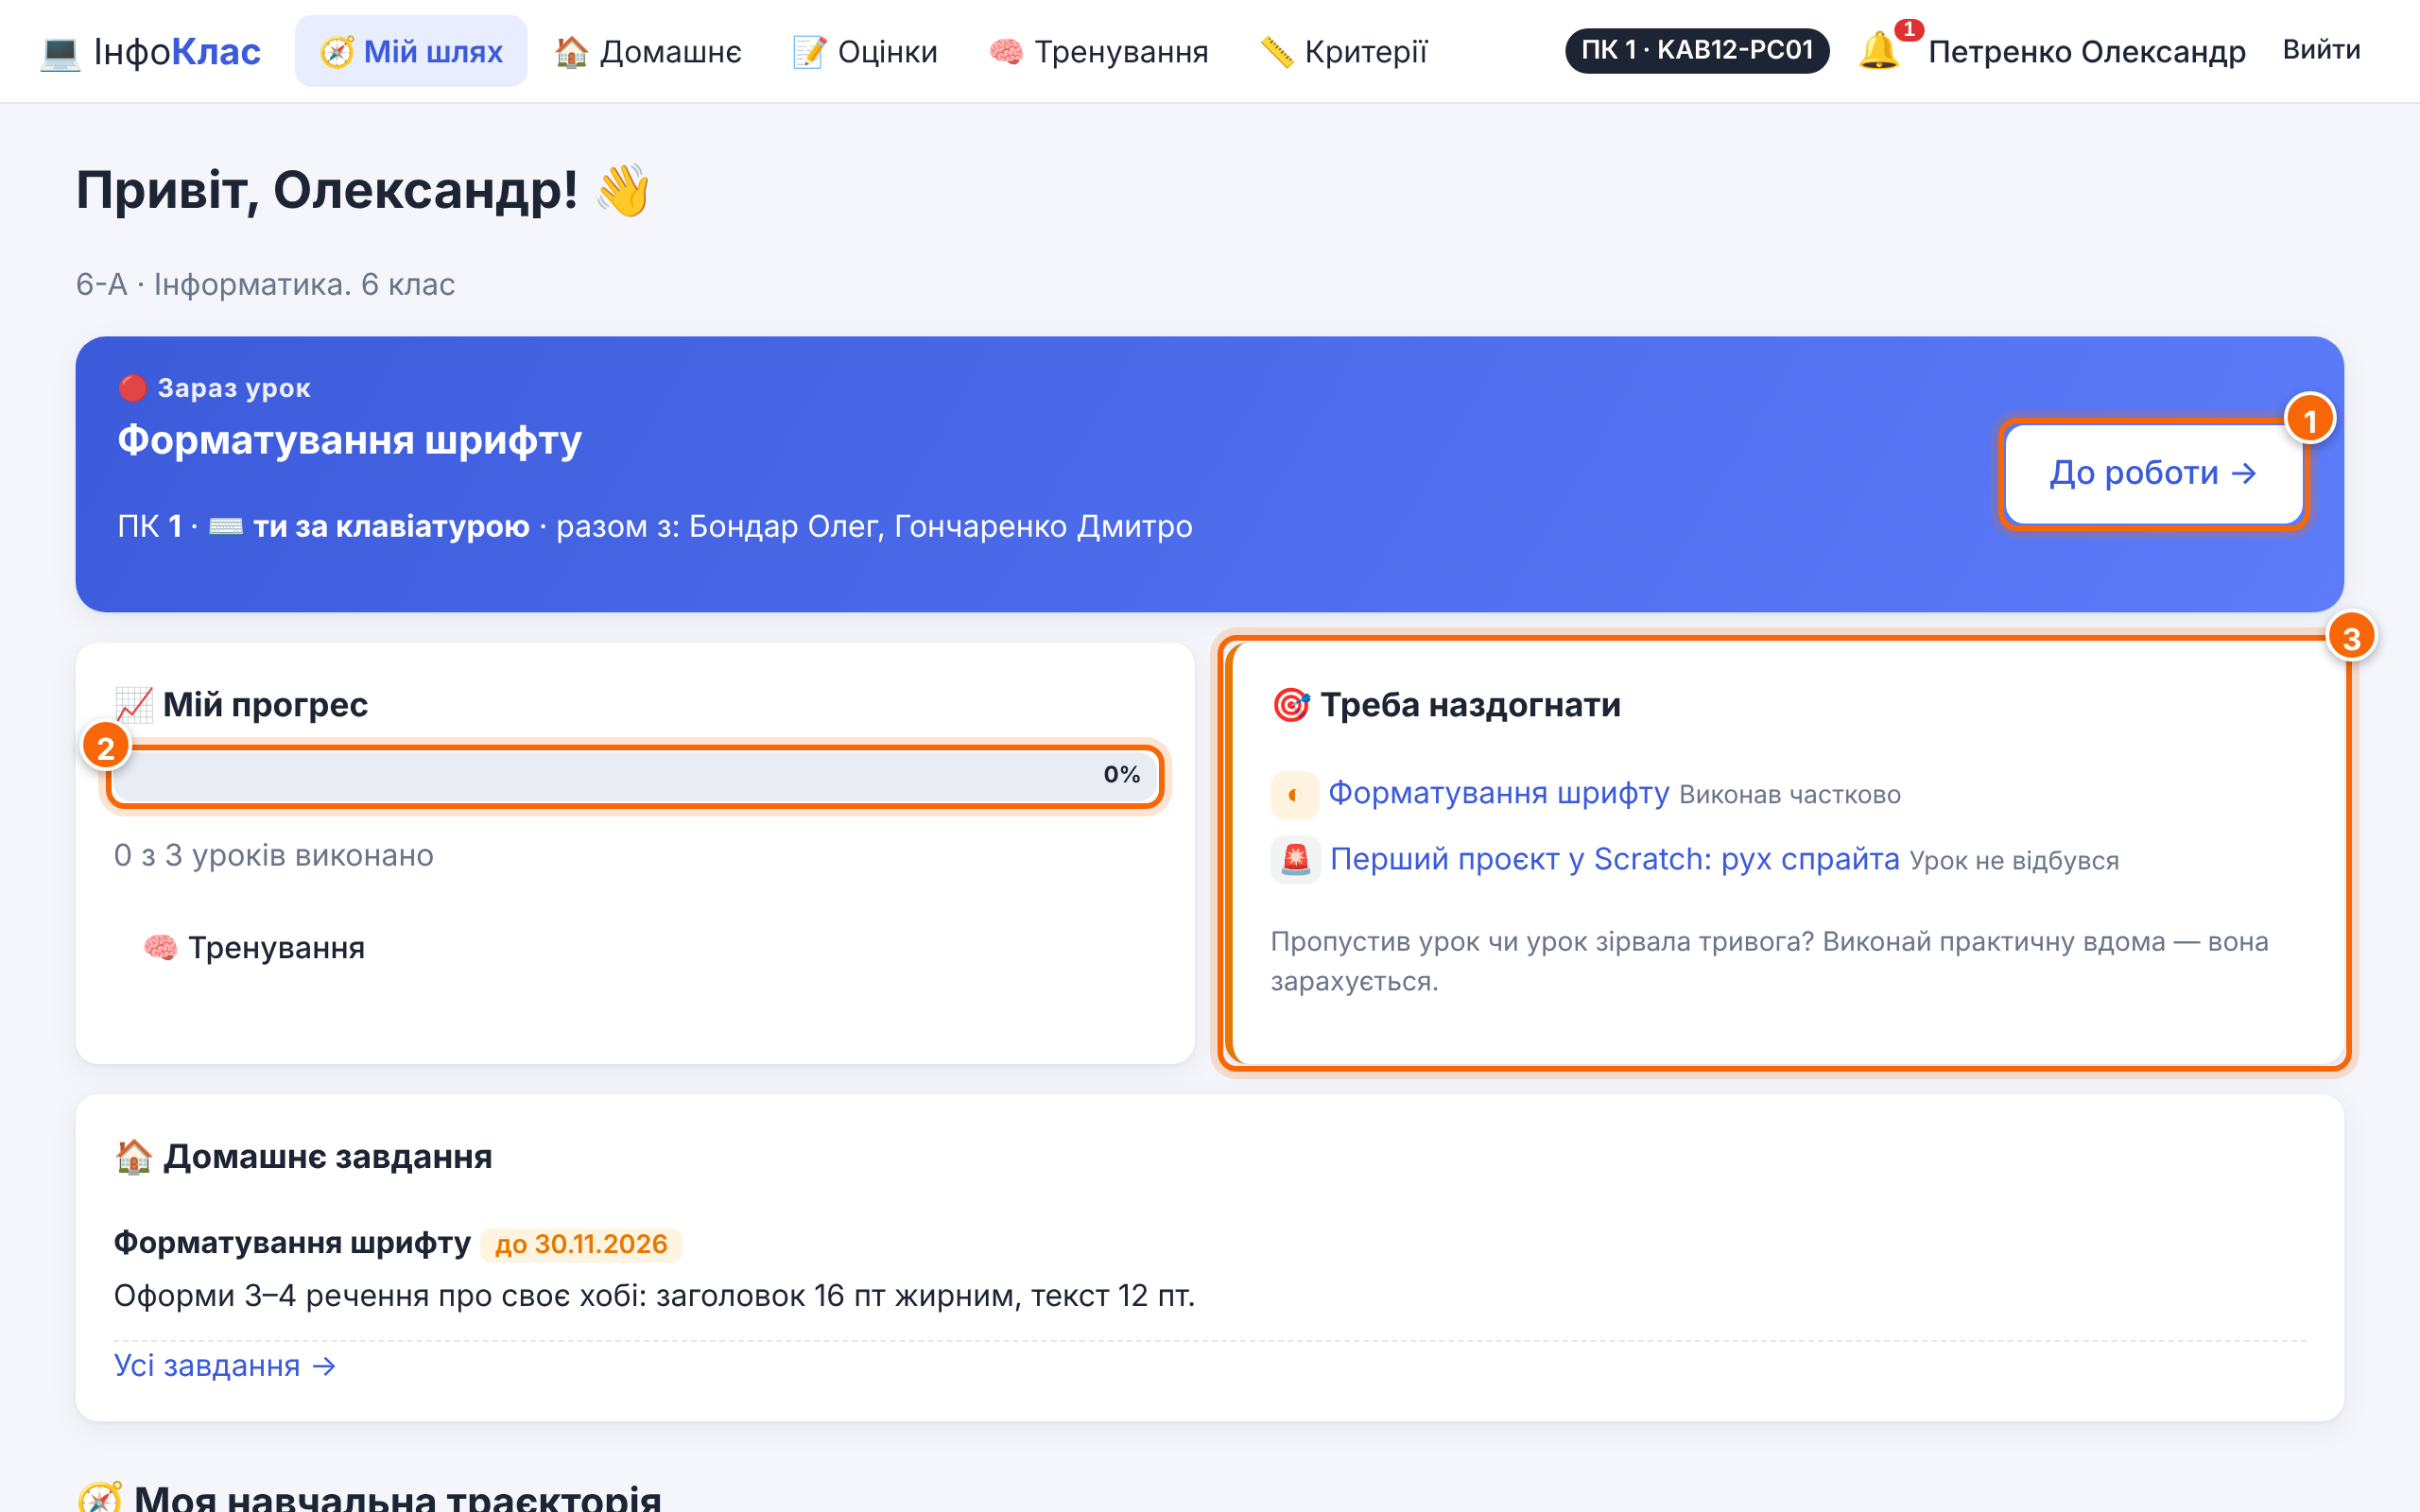 ІнфоКлас
Мій шлях
Домашнє
Оцінки
Тренування
Критерії
ПК 1 · КАВ12-PC01
1
Петренко Олександр
Вийти
Привіт, Олександр!
6-А · Інформатика. 6 клас
Зараз урок
Форматування шрифту
ПК 1 · ти за клавіатурою · разом з: Бондар Олег, Гончаренко Дмитро
До роботи →
1
Мій прогрес
2
0%
0 з 3 уроків виконано
Тренування
3
Треба наздогнати
Форматування шрифту Виконав частково
Перший проєкт у Scratch: рух спрайта Урок не відбувся
Пропустив урок чи урок зірвала тривога? Виконай практичну вдома — вона
зарахується.
Домашнє завдання
Форматування шрифту до 30.11.2026
Оформи 3–4 речення про своє хобі: заголовок 16 пт жирним, текст 12 пт.
Усі завдання →
Моя навчальна траєкторія